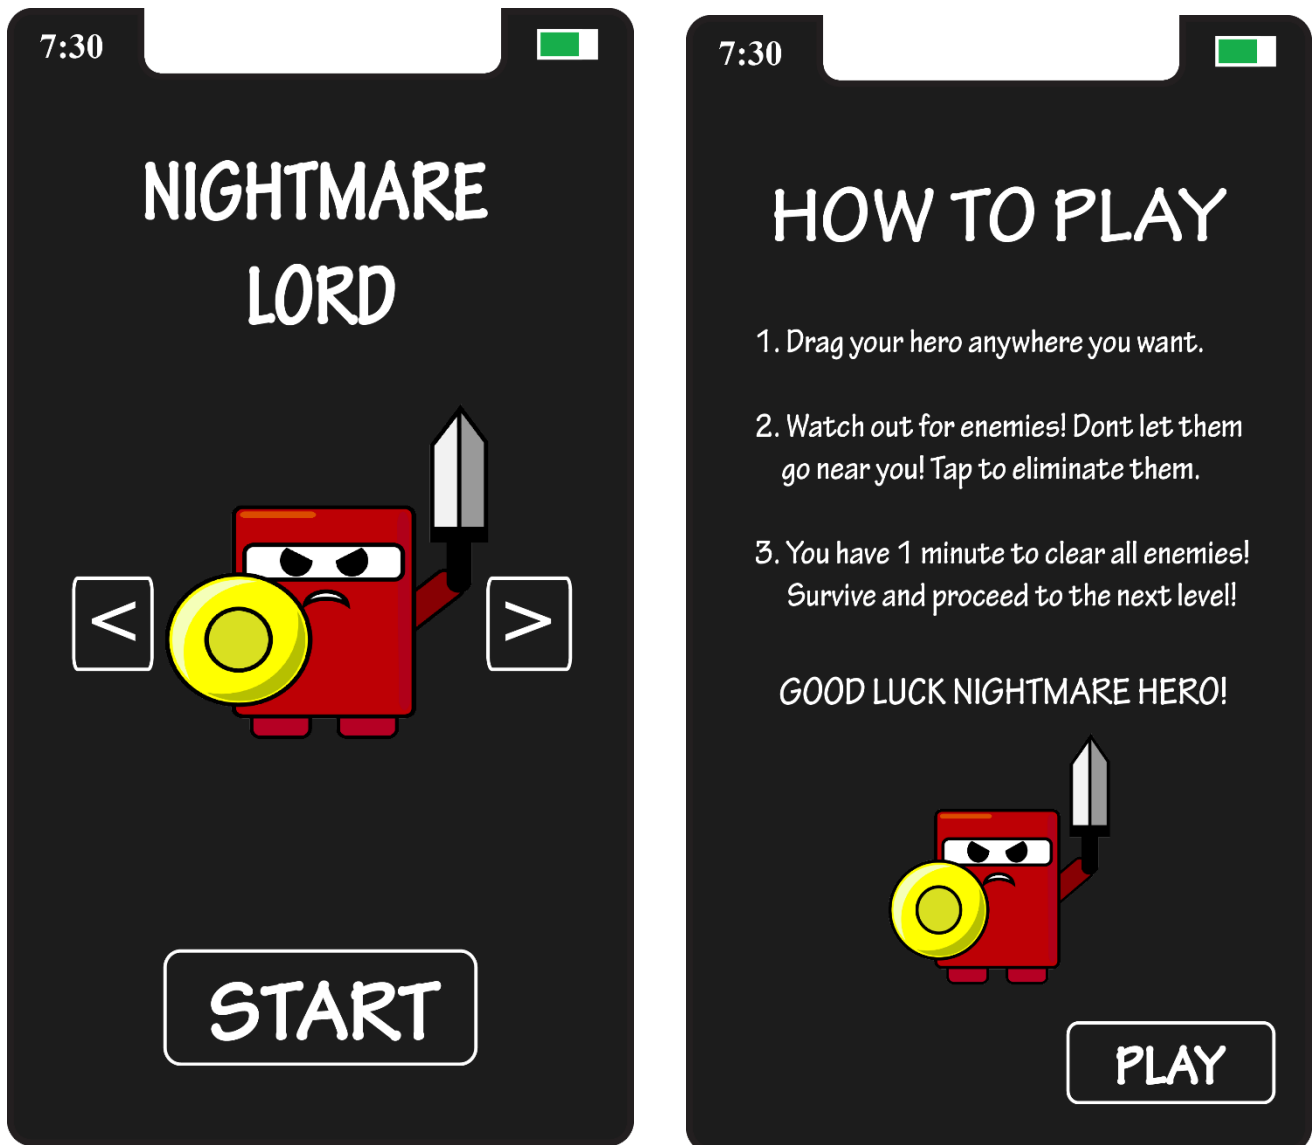 7:30
NIGHTMARE
LORD
<
>
START
7:30
HOW TO PLAY
1. Drag your hero anywhere you want.
2. Watch out for enemies! Dont let them
go near you! Tap to eliminate them.
3. You have 1 minute to clear all enemies!
Survive and proceed to the next level!
GOOD LUCK NIGHTMARE HERO!
PLAY